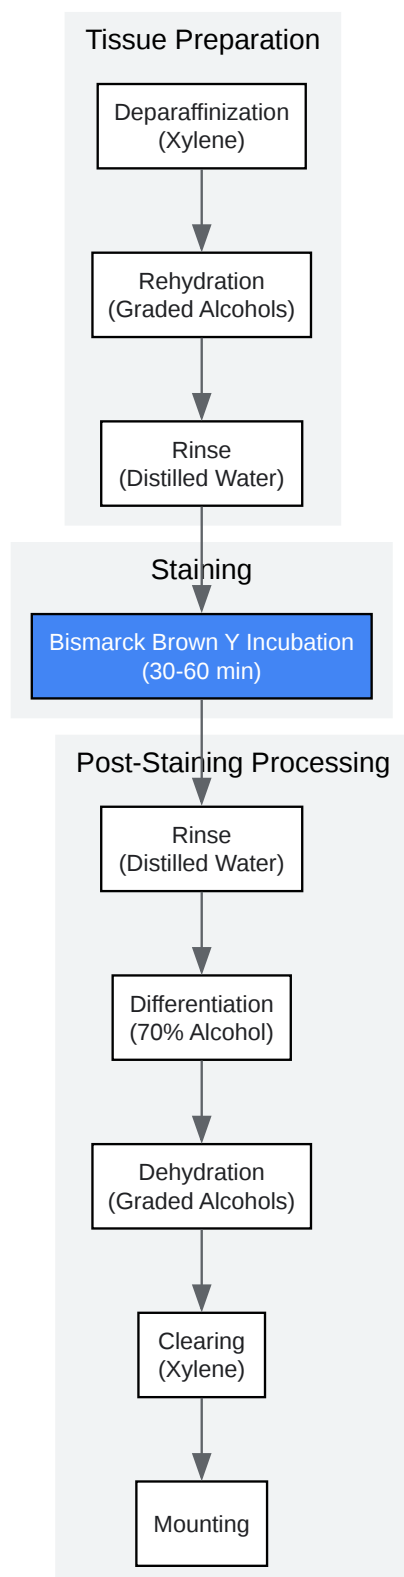 Tissue Preparation
Deparaffinization
(Xylene)
Rehydration
(Graded Alcohols)
Rinse
(Distilled Water)
Staining
Bismarck Brown Y Incubation
(30-60 min)
Post-Staining Processing
Rinse
(Distilled Water)
Differentiation
(70% Alcohol)
Dehydration
(Graded Alcohols)
Clearing
(Xylene)
Mounting